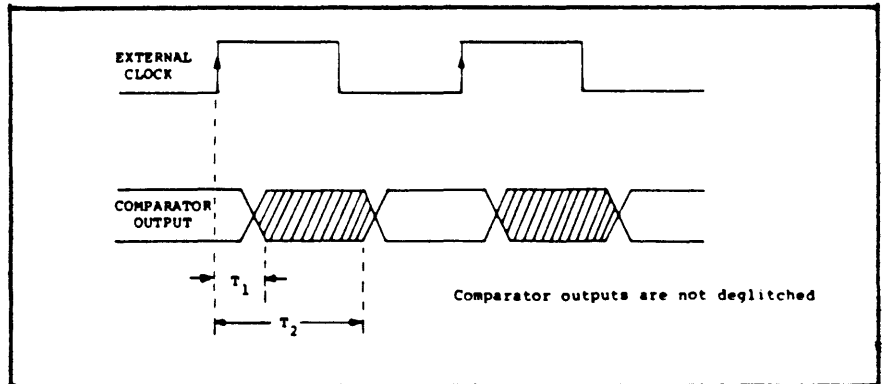 EXTERNAL
CLOCK
COMPARATOR
OUTPUT
T1
T2
Comparator outputs are not deglitched